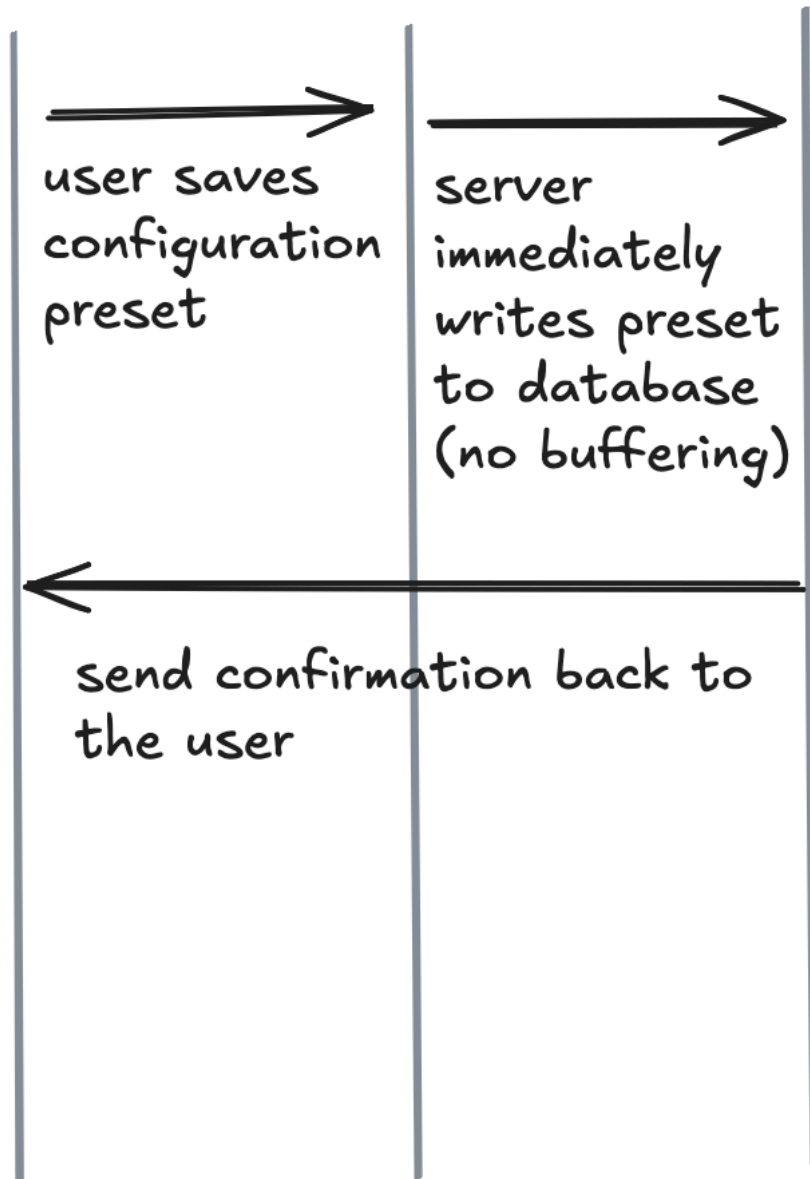 user saves
configuration
preset
server
immediately
writes preset
to database
(no buffering)
send confirmation back to
the user